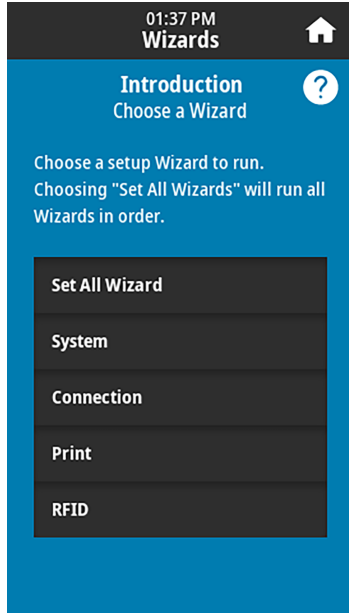 01:37 PM
Wizards
Introduction
?
Choose a Wizard
Choose a setup Wizard to run.
Choosing "Set All Wizards" will run all
Wizards in order.
Set All Wizard
System
Connection
Print
RFID